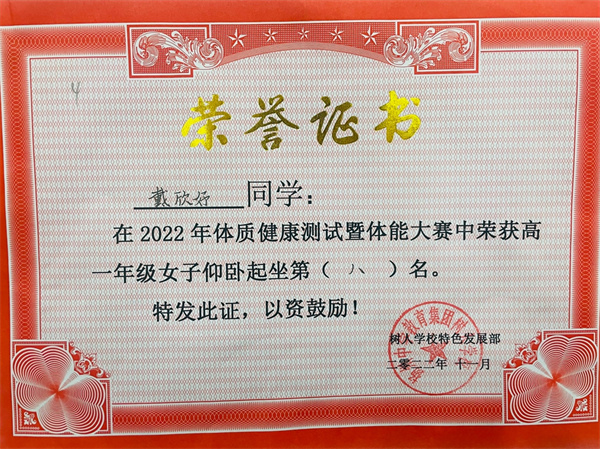 4
荣誉证书
戴欣妤 同学：
在2022年体质健康测试暨体能大赛中荣获高
一年级女子仰卧起坐第（八）名。
特发此证，以资鼓励！
树人学校特色发展部
二零二二年十一月